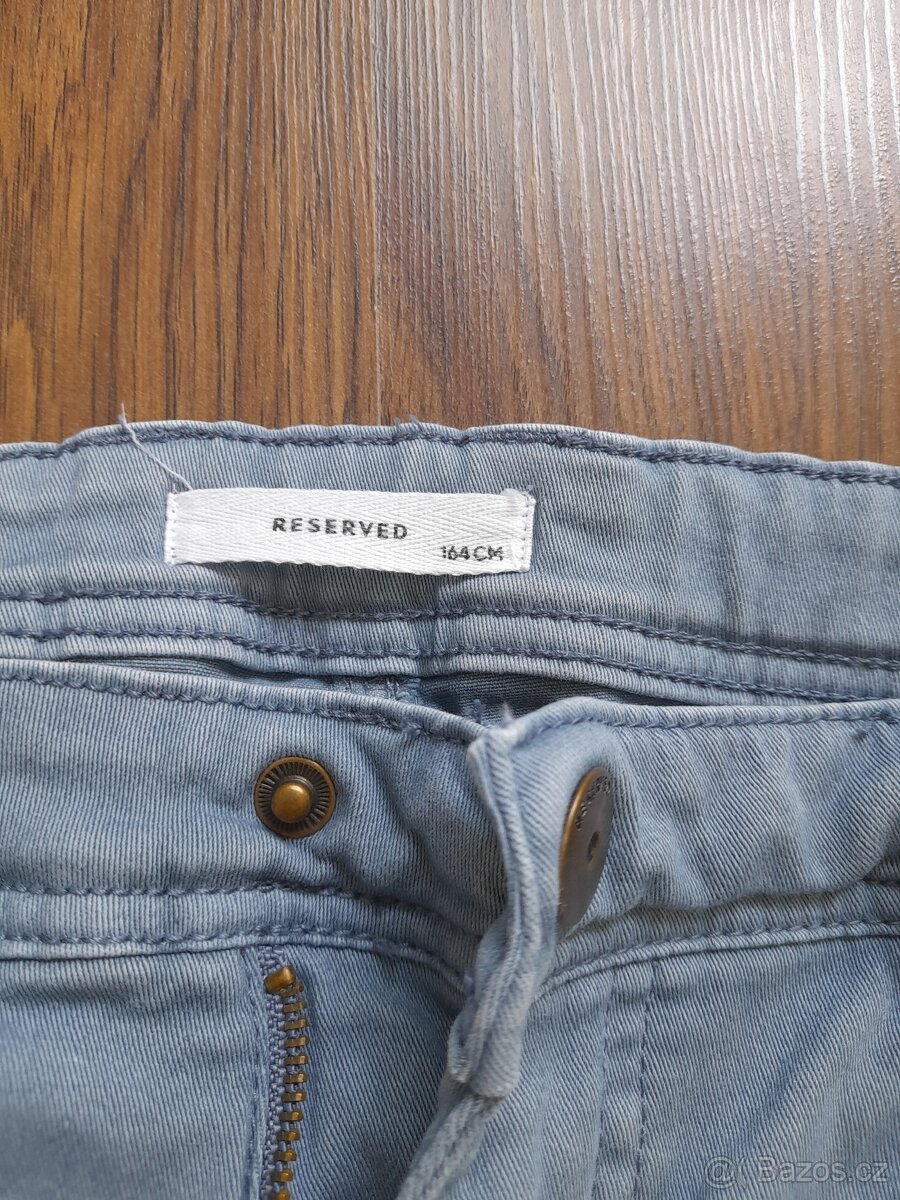 RESERVED
164 CM
@ Bazos.cz